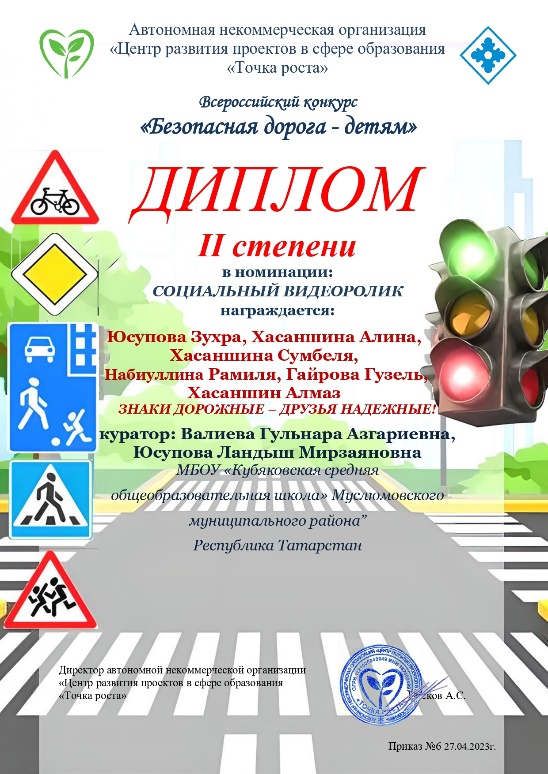 Автономная некоммерческая организация
«Центр развития проектов в сфере образования
«Точка роста»
Всероссийский конкурс
«Безопасная дорога - детям»
ДИПЛОМ
II степени
в номинации:
СОЦИАЛЬНЫЙ ВИДЕОРОЛИК
награждается:
Юсупова Зухра, Хасаншина Алина,
Хасаншина Сумбеля,
Набиуллина Рамиля, Гайрова Гузель,
Хасаншин Алмаз
ЗНАКИ ДОРОЖНЫЕ – ДРУЗЬЯ НАДЕЖНЫЕ!
куратор: Валиева Гульнара Азгариевна,
Юсупова Ландыш Мирзаяновна
МБОУ «Кубяковская средняя
общеобразовательная школа» Муслюмовского
муниципального района”
Республика Татарстан
Директор автономной некоммерческой организации
«Центр развития проектов в сфере образования
«Точка роста»
А.С.
Приказ №6 27.04.2023г.